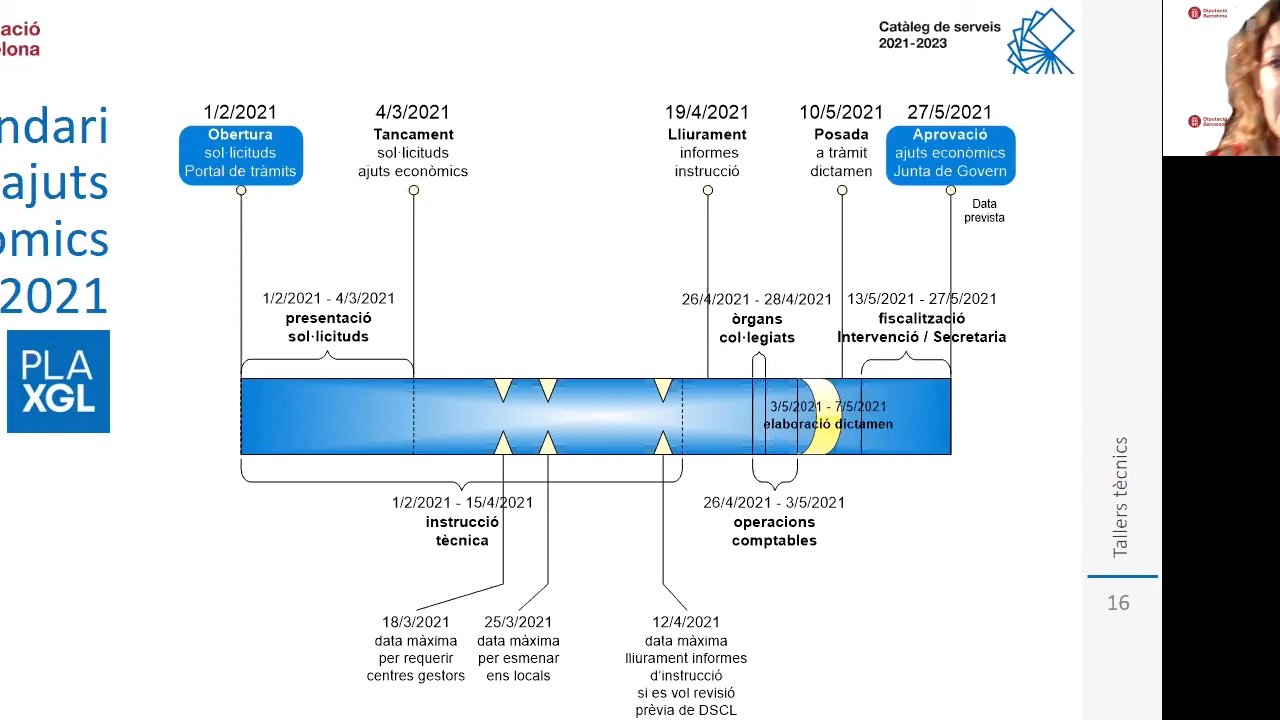 ació
elona
Catàleg de serveis
2021-2023
Diputació
Barcelona
ndari
ajuts
òmics
2021
PLA
XGL
1/2/2021
Obertura
sol·licituds
Portal de tràmits
4/3/2021
Tancament
sol·licituds
ajuts econòmics
19/4/2021
Lliurament
informes
instrucció
10/5/2021
Posada
a tràmit
dictamen
27/5/2021
Aprovació
ajuts econòmics
Junta de Govern
Data
prevista
1/2/2021 - 4/3/2021
presentació
sol·licituds
26/4/2021 - 28/4/2021
òrgans
col·legiats
13/5/2021 - 27/5/2021
fiscalització
Intervenció / Secretaria
3/5/2021 - 7/5/2021
elaboració dictamen
1/2/2021 - 15/4/2021
instrucció
tècnica
26/4/2021 - 3/5/2021
operacions
comptables
18/3/2021
data màxima
per requerir
centres gestors
25/3/2021
data màxima
per esmenar
ens locals
12/4/2021
data màxima
lliurament informes
d'instrucció
si es vol revisió
prèvia de DSCL
Tallers tècnics
16
Diputació
Barcelona